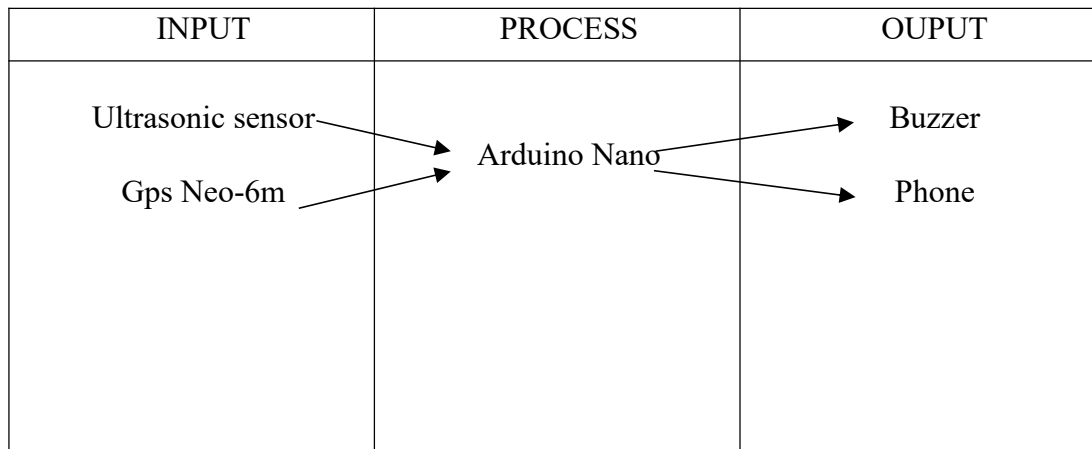 INPUT PROCESS OUPUT
Ultrasonic sensor Buzzer
Arduino Nano
Gps Neo-6m Phone